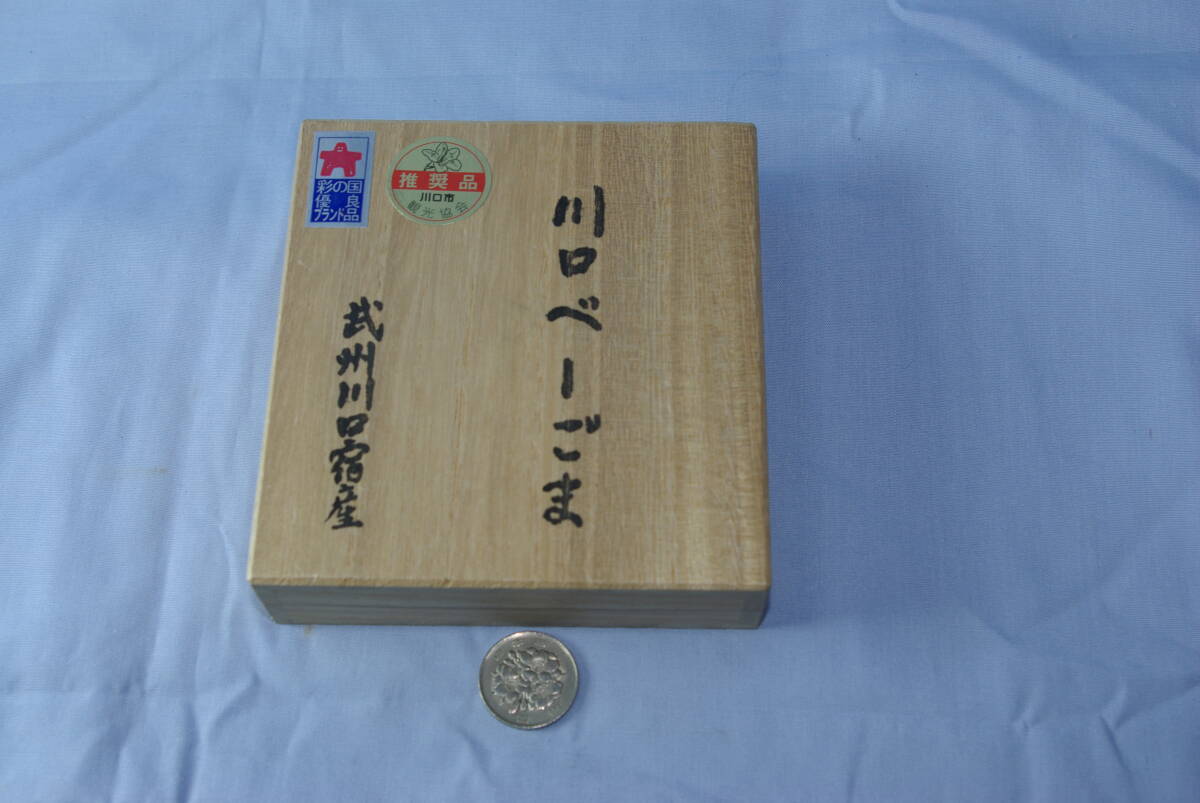 川口べーごま
武州川口宿産
推奨品
川口市
観光協会
彩の国
優良
ブランド品